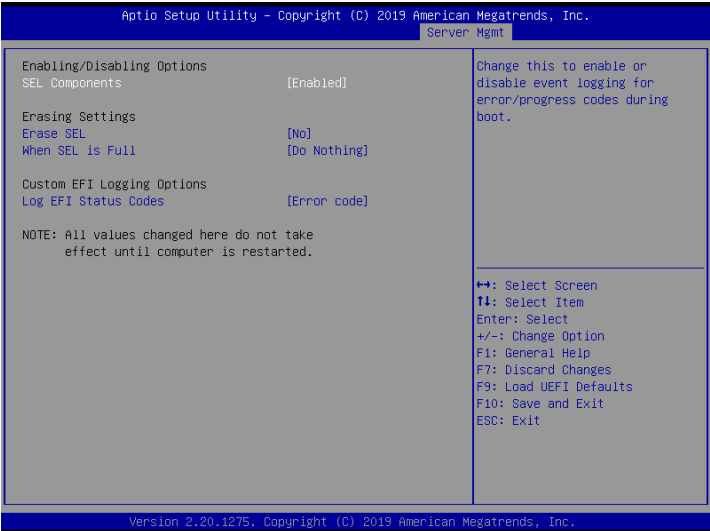 Aptio Setup Utility – Copyright (C) 2019 American Megatrends, Inc.
Server Mgmt
Enabling/Disabling Options
SEL Components [Enabled]
Erasing Settings
Erase SEL [No]
When SEL is Full [Do Nothing]
Custom EFI Logging Options
Log EFI Status Codes [Error code]
NOTE: All values changed here do not take
effect until computer is restarted.
Change this to enable or
disable event logging for
error/progress codes during
boot.
↔: Select Screen
↑↓: Select Item
Enter: Select
+/-: Change Option
F1: General Help
F7: Discard Changes
F9: Load UEFI Defaults
F10: Save and Exit
ESC: Exit
Version 2.20.1275. Copyright (C) 2019 American Megatrends, Inc.